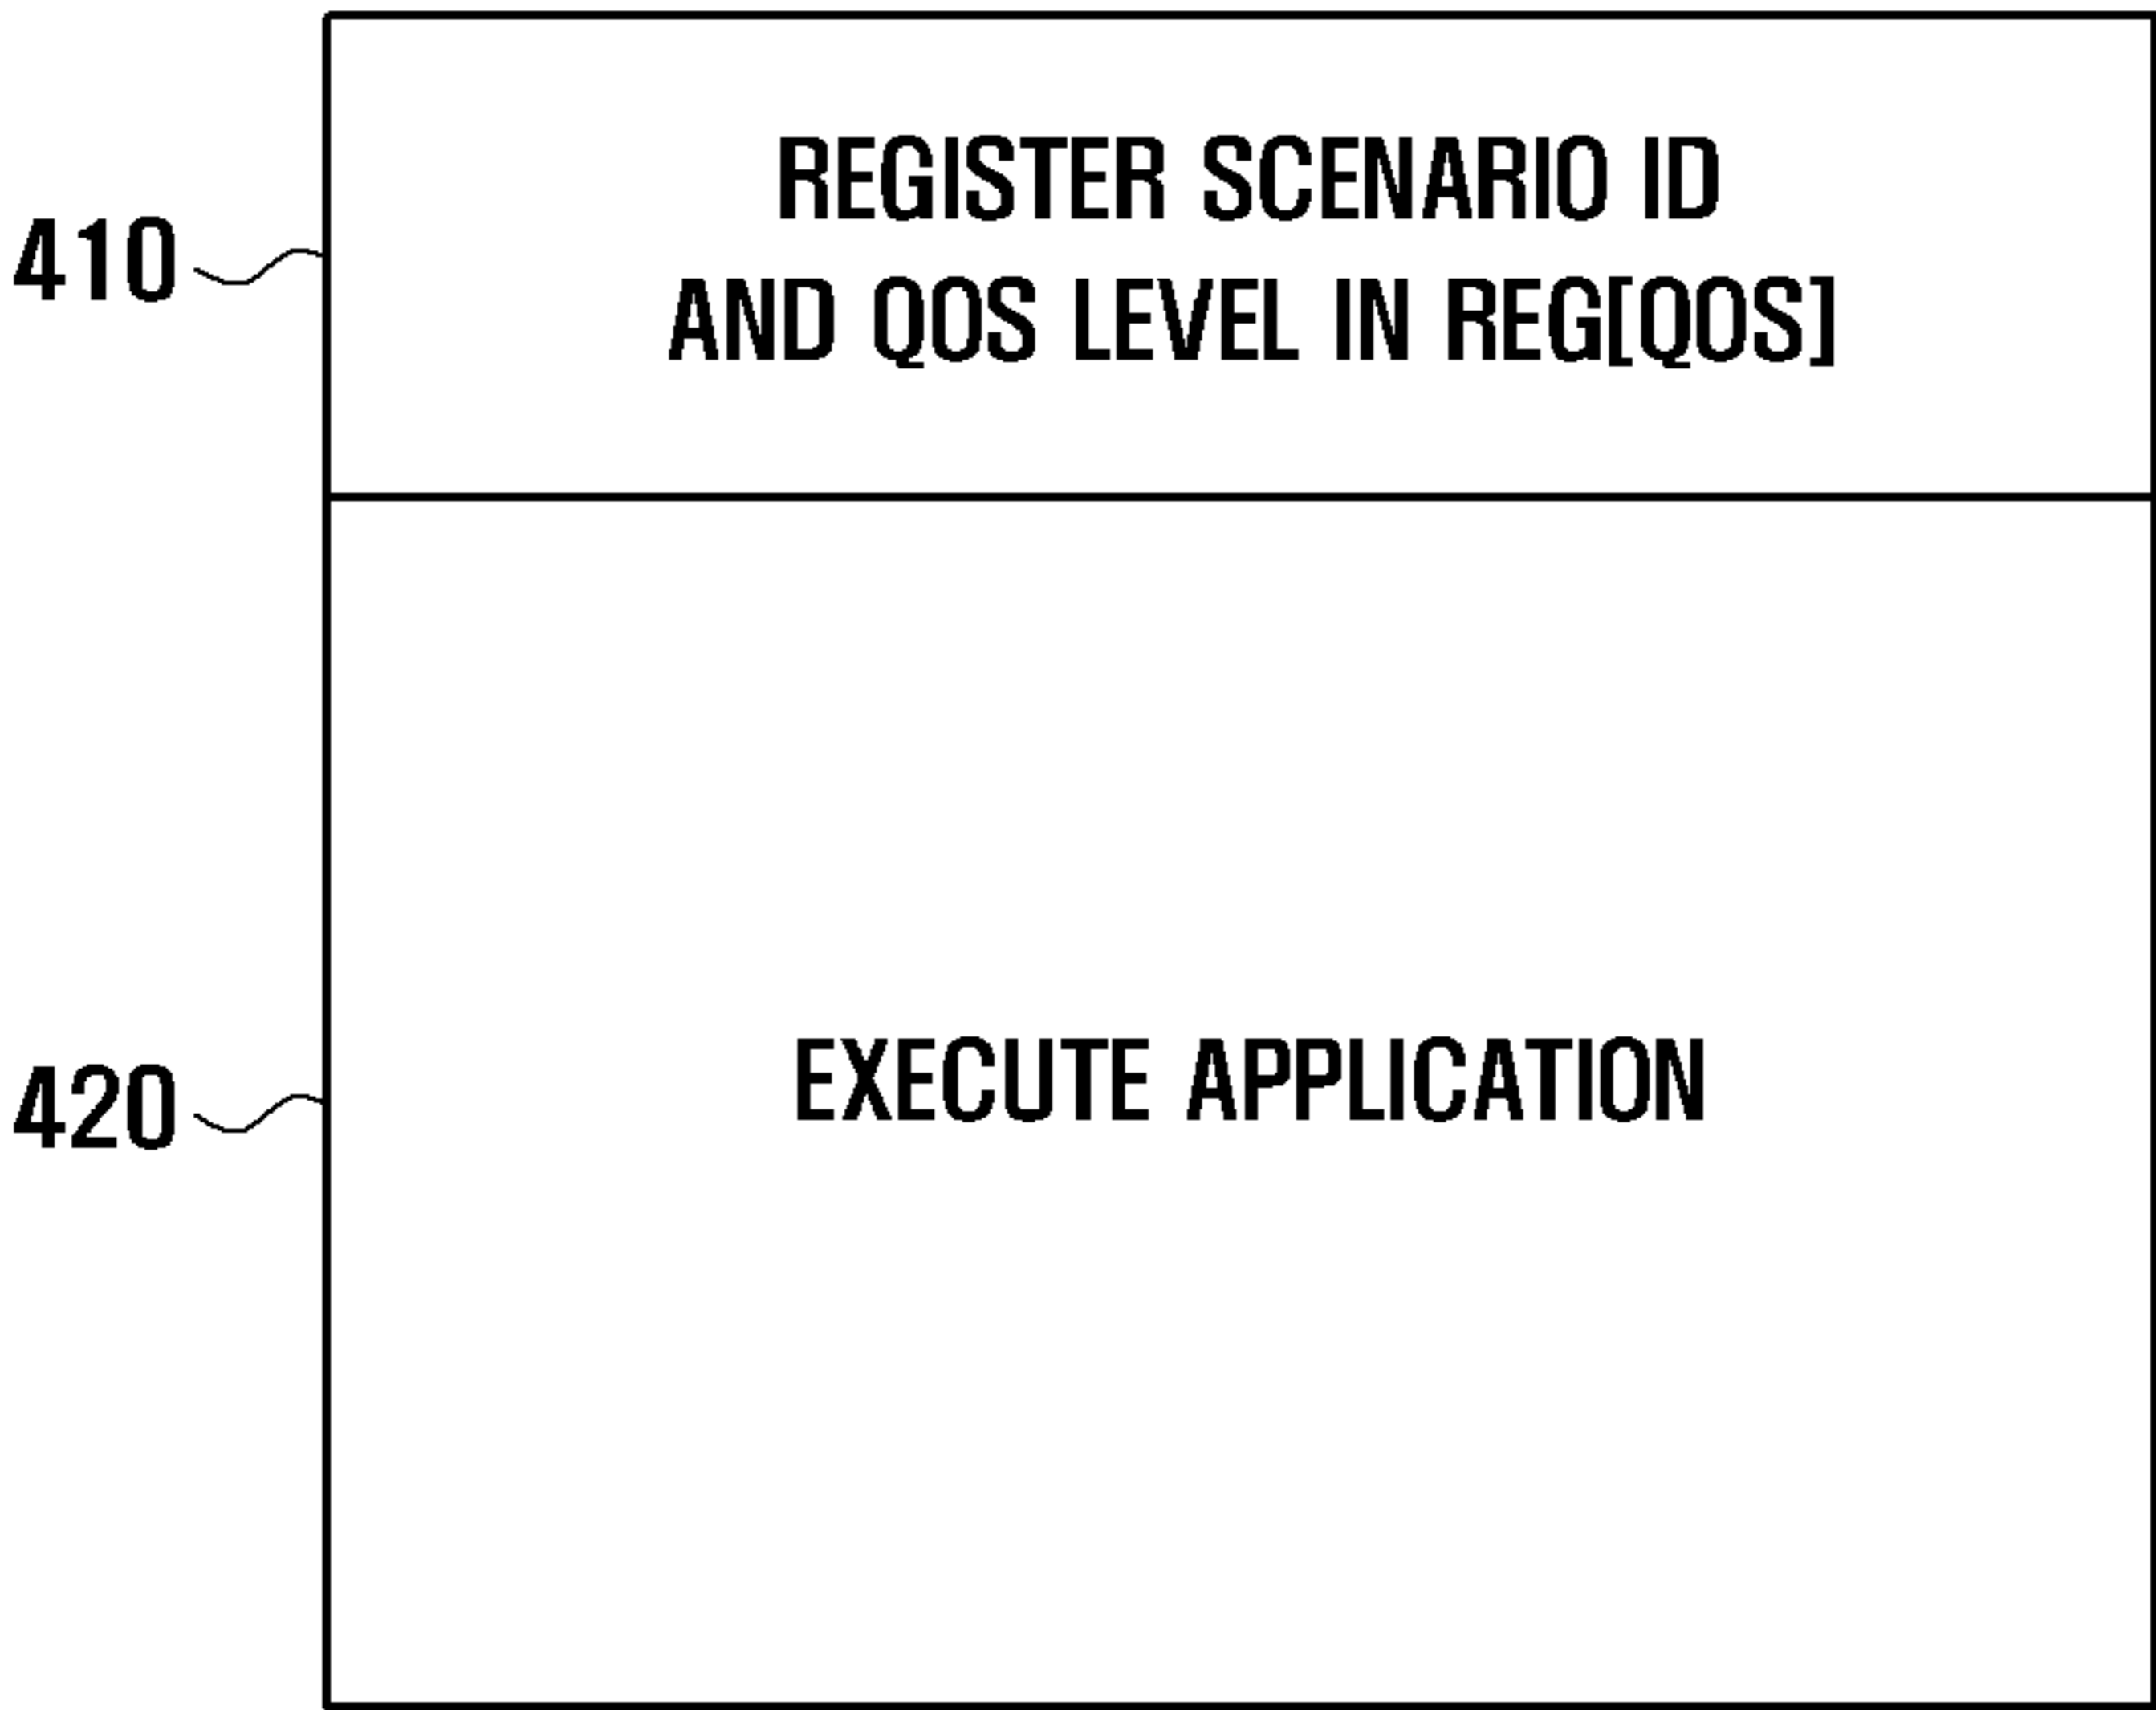 410
REGISTER SCENARIO ID
AND QOS LEVEL IN REG[QOS]
420
EXECUTE APPLICATION